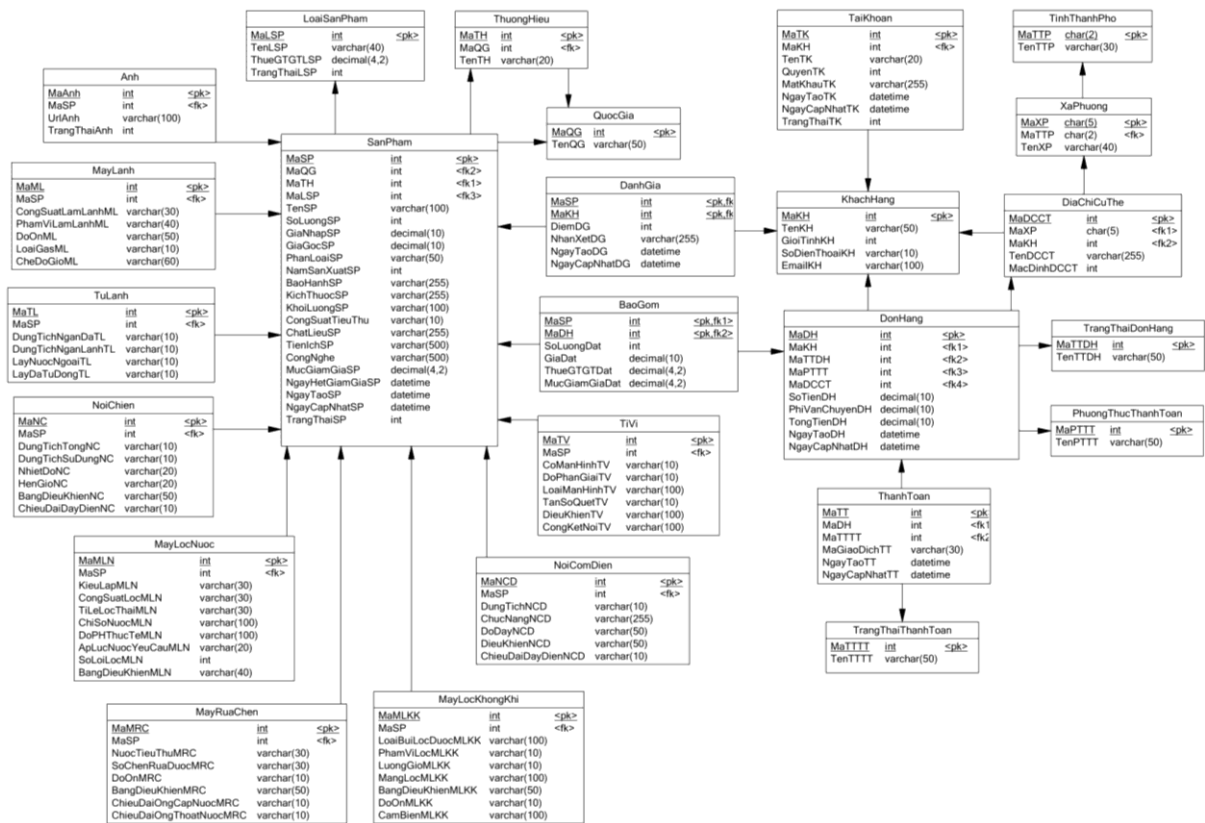 LoaiSanPham
MaLSP int <pk>
TenLSP varchar(40)
ThueGTGTLSP decimal(4,2)
TrangThaiLSP int
ThuongHieu
MaTH int <pk>
MaQG int <fk>
TenTH varchar(20)
TaiKhoan
MaTK int <pk>
MaKH int <fk>
TenTK varchar(20)
QuyenTK int
MatKhauTK varchar(255)
NgayTaoTK datetime
NgayCapNhatTK datetime
TrangThaiTK int
TinhThanhPho
MaTTP char(2) <pk>
TenTTP varchar(30)
Anh
MaAnh int <pk>
MaSP int <fk>
UrlAnh varchar(100)
TrangThaiAnh int
QuocGia
MaQG int <pk>
TenQG varchar(50)
XaPhuong
MaXP char(5) <pk>
MaTTP char(2) <fk>
TenXP varchar(40)
SanPham
MaSP int <pk>
MaQG int <fk2>
MaTH int <fk1>
MaLSP int <fk3>
TenSP varchar(100)
SoLuongSP int
GiaNhapSP decimal(10)
GiaGocSP decimal(10)
PhanLoaiSP varchar(50)
NamSanXuatSP int
BaoHanhSP varchar(255)
KichThuocSP varchar(255)
KhoiLuongSP varchar(100)
CongSuatTieuThu varchar(10)
ChatLieuSP varchar(255)
TienIchSP varchar(500)
CongNghe varchar(500)
MucGiamGiaSP decimal(4,2)
NgayHetGiamGiaSP datetime
NgayTaoSP datetime
NgayCapNhatSP datetime
TrangThaiSP int
MayLanh
MaML int <pk>
MaSP int <fk>
CongSuatLamLanhML varchar(30)
PhamViLamLanhML varchar(40)
DoOnML varchar(50)
LoaiGasML varchar(10)
CheDoGioML varchar(60)
DanhGia
MaSP int <pk,fk
MaKH int <pk,fk
DiemDG int
NhanXetDG varchar(255)
NgayTaoDG datetime
NgayCapNhatDG datetime
KhachHang
MaKH int <pk>
TenKH varchar(50)
GioiTinhKH int
SoDienThoaiKH varchar(10)
EmailKH varchar(100)
DiaChiCuThe
MaDCCT int <pk>
MaXP char(5) <fk1>
MaKH int <fk2>
TenDCCT varchar(255)
MacDinhDCCT int
TuLanh
MaTL int <pk>
MaSP int <fk>
DungTichNganDaTL varchar(10)
DungTichNganLanhTL varchar(10)
LayNuocNgoaiTL varchar(10)
LayDaTuDongTL varchar(10)
BaoGom
MaSP int <pk,fk1>
MaDH int <pk,fk2>
SoLuongDat int
GiaDat decimal(10)
ThueGTGTDat decimal(4,2)
MucGiamGiaDat decimal(4,2)
DonHang
MaDH int <pk>
MaKH int <fk1>
MaTTDH int <fk2>
MaPTTT int <fk3>
MaDCCT int <fk4>
SoTienDH decimal(10)
PhiVanChuyenDH decimal(10)
TongTienDH decimal(10)
NgayTaoDH datetime
NgayCapNhatDH datetime
TrangThaiDonHang
MaTTDH int <pk>
TenTTDH varchar(50)
NoiChien
MaNC int <pk>
MaSP int <fk>
DungTichTongNC varchar(10)
DungTichSuDungNC varchar(10)
NhietDoNC varchar(20)
HenGioNC varchar(20)
BangDieuKhienNC varchar(50)
ChieuDaiDayDienNC varchar(10)
TiVi
MaTV int <pk>
MaSP int <fk>
CoManHinhTV varchar(10)
DoPhanGiaiTV varchar(10)
LoaiManHinhTV varchar(100)
TanSoQuetTV varchar(10)
DieuKhienTV varchar(100)
CongKetNoiTV varchar(100)
PhuongThucThanhToan
MaPTTT int <pk>
TenPTTT varchar(50)
ThanhToan
MaTT int <pk
MaDH int <fk1
MaTTTT int <fk2
MaGiaoDichTT varchar(30)
NgayTaoTT datetime
NgayCapNhatTT datetime
MayLocNuoc
MaMLN int <pk>
MaSP int <fk>
KieuLapMLN varchar(30)
CongSuatLocMLN varchar(30)
TiLeLocThaiMLN varchar(30)
ChiSoNuocMLN varchar(100)
DoPHThucTeMLN varchar(100)
ApLucNuocYeuCauMLN varchar(20)
SoLoiLocMLN int
BangDieuKhienMLN varchar(40)
NoiComDien
MaNCD int <pk>
MaSP int <fk>
DungTichNCD varchar(10)
ChucNangNCD varchar(255)
DoDayNCD varchar(50)
DieuKhienNCD varchar(50)
ChieuDaiDayDienNCD varchar(10)
TrangThaiThanhToan
MaTTTT int <pk>
TenTTTT varchar(50)
MayRuaChen
MaMRC int <pk>
MaSP int <fk>
NuocTieuThuMRC varchar(30)
SoChenRuaDuocMRC varchar(30)
DoOnMRC varchar(10)
BangDieuKhienMRC varchar(50)
ChieuDaiOngCapNuocMRC varchar(10)
ChieuDaiOngThoatNuocMRC varchar(10)
MayLocKhongKhi
MaMLKK int <pk>
MaSP int <fk>
LoaiBuiLocDuocMLKK varchar(100)
PhamViLocMLKK varchar(10)
LuongGioMLKK varchar(10)
MangLocMLKK varchar(100)
BangDieuKhienMLKK varchar(50)
DoOnMLKK varchar(10)
CamBienMLKK varchar(100)